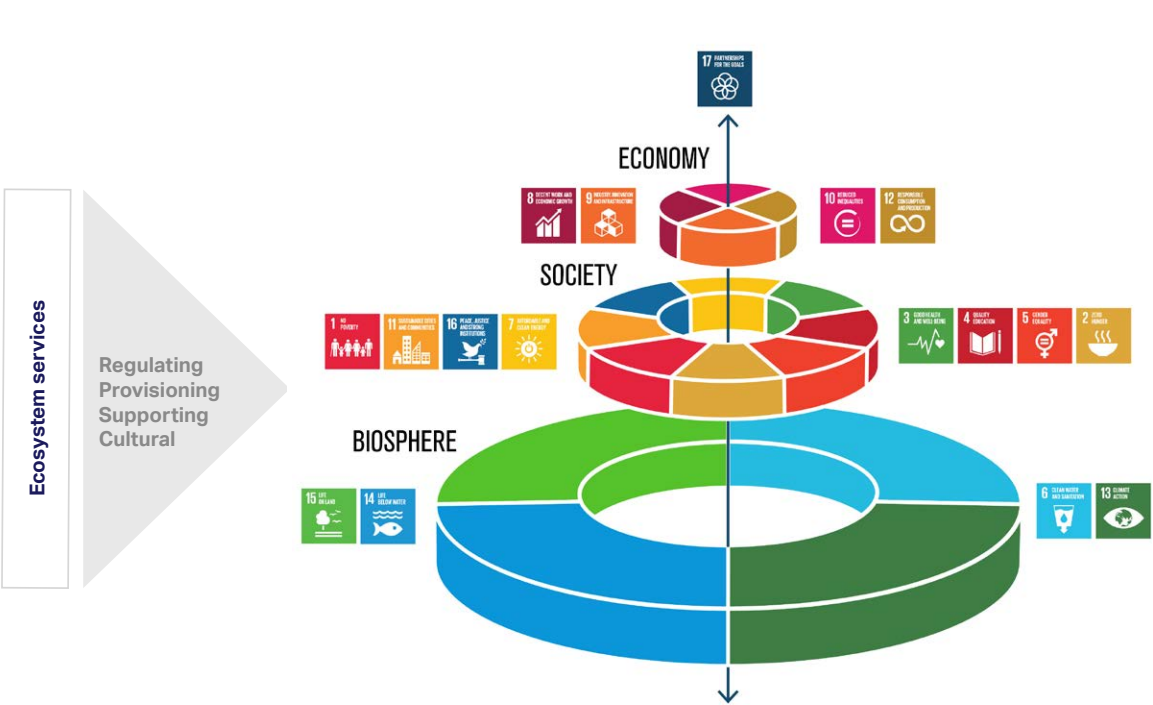 17 PARTNERSHIPS
FOR THE GOALS
ECONOMY
8 DECENT WORK AND
ECONOMIC GROWTH
9 INDUSTRY INNOVATION
AND INFRASTRUCTURE
10 REDUCED
INEQUALITIES
12 RESPONSIBLE
CONSUMPTION
AND PRODUCTION
SOCIETY
1 NO
POVERTY
11 SUSTAINABLE CITIES
AND COMMUNITIES
16 PEACE, JUSTICE
AND STRONG
INSTITUTIONS
7 AFFORDABLE AND
CLEAN ENERGY
3 GOOD HEALTH
AND WELL BEING
4 QUALITY
EDUCATION
5 GENDER
EQUALITY
2 ZERO
HUNGER
Ecosystem services
Regulating
Provisioning
Supporting
Cultural
BIOSPHERE
15 LIFE
ON LAND
14 LIFE
BELOW WATER
6 CLEAN WATER
AND SANITATION
13 CLIMATE
ACTION